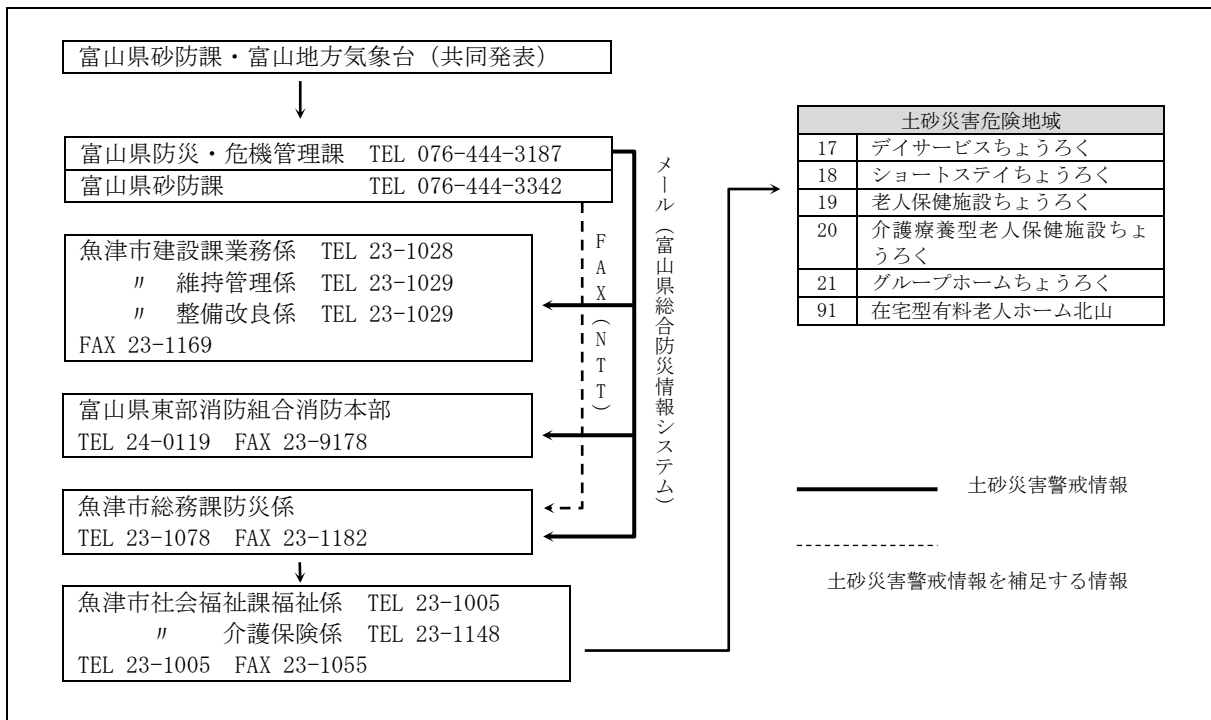 富山県砂防課・富山地方気象台（共同発表）
富山県防災・危機管理課 TEL 076-444-3187
富山県砂防課 TEL 076-444-3342
魚津市建設課業務係 TEL 23-1028
〃 維持管理係 TEL 23-1029
〃 整備改良係 TEL 23-1029
FAX 23-1169
富山県東部消防組合消防本部
TEL 24-0119 FAX 23-9178
魚津市総務課防災係
TEL 23-1078 FAX 23-1182
魚津市社会福祉課福祉係 TEL 23-1005
〃 介護保険係 TEL 23-1148
TEL 23-1005 FAX 23-1055
FAX（NTT）
メール（富山県総合防災情報システム）
土砂災害危険地域
17 デイサービスちょうろく
18 ショートステイちょうろく
19 老人保健施設ちょうろく
20 介護療養型老人保健施設ちょ
うろく
21 グループホームちょうろく
91 在宅型有料老人ホーム北山
土砂災害警戒情報
土砂災害警戒情報を補足する情報